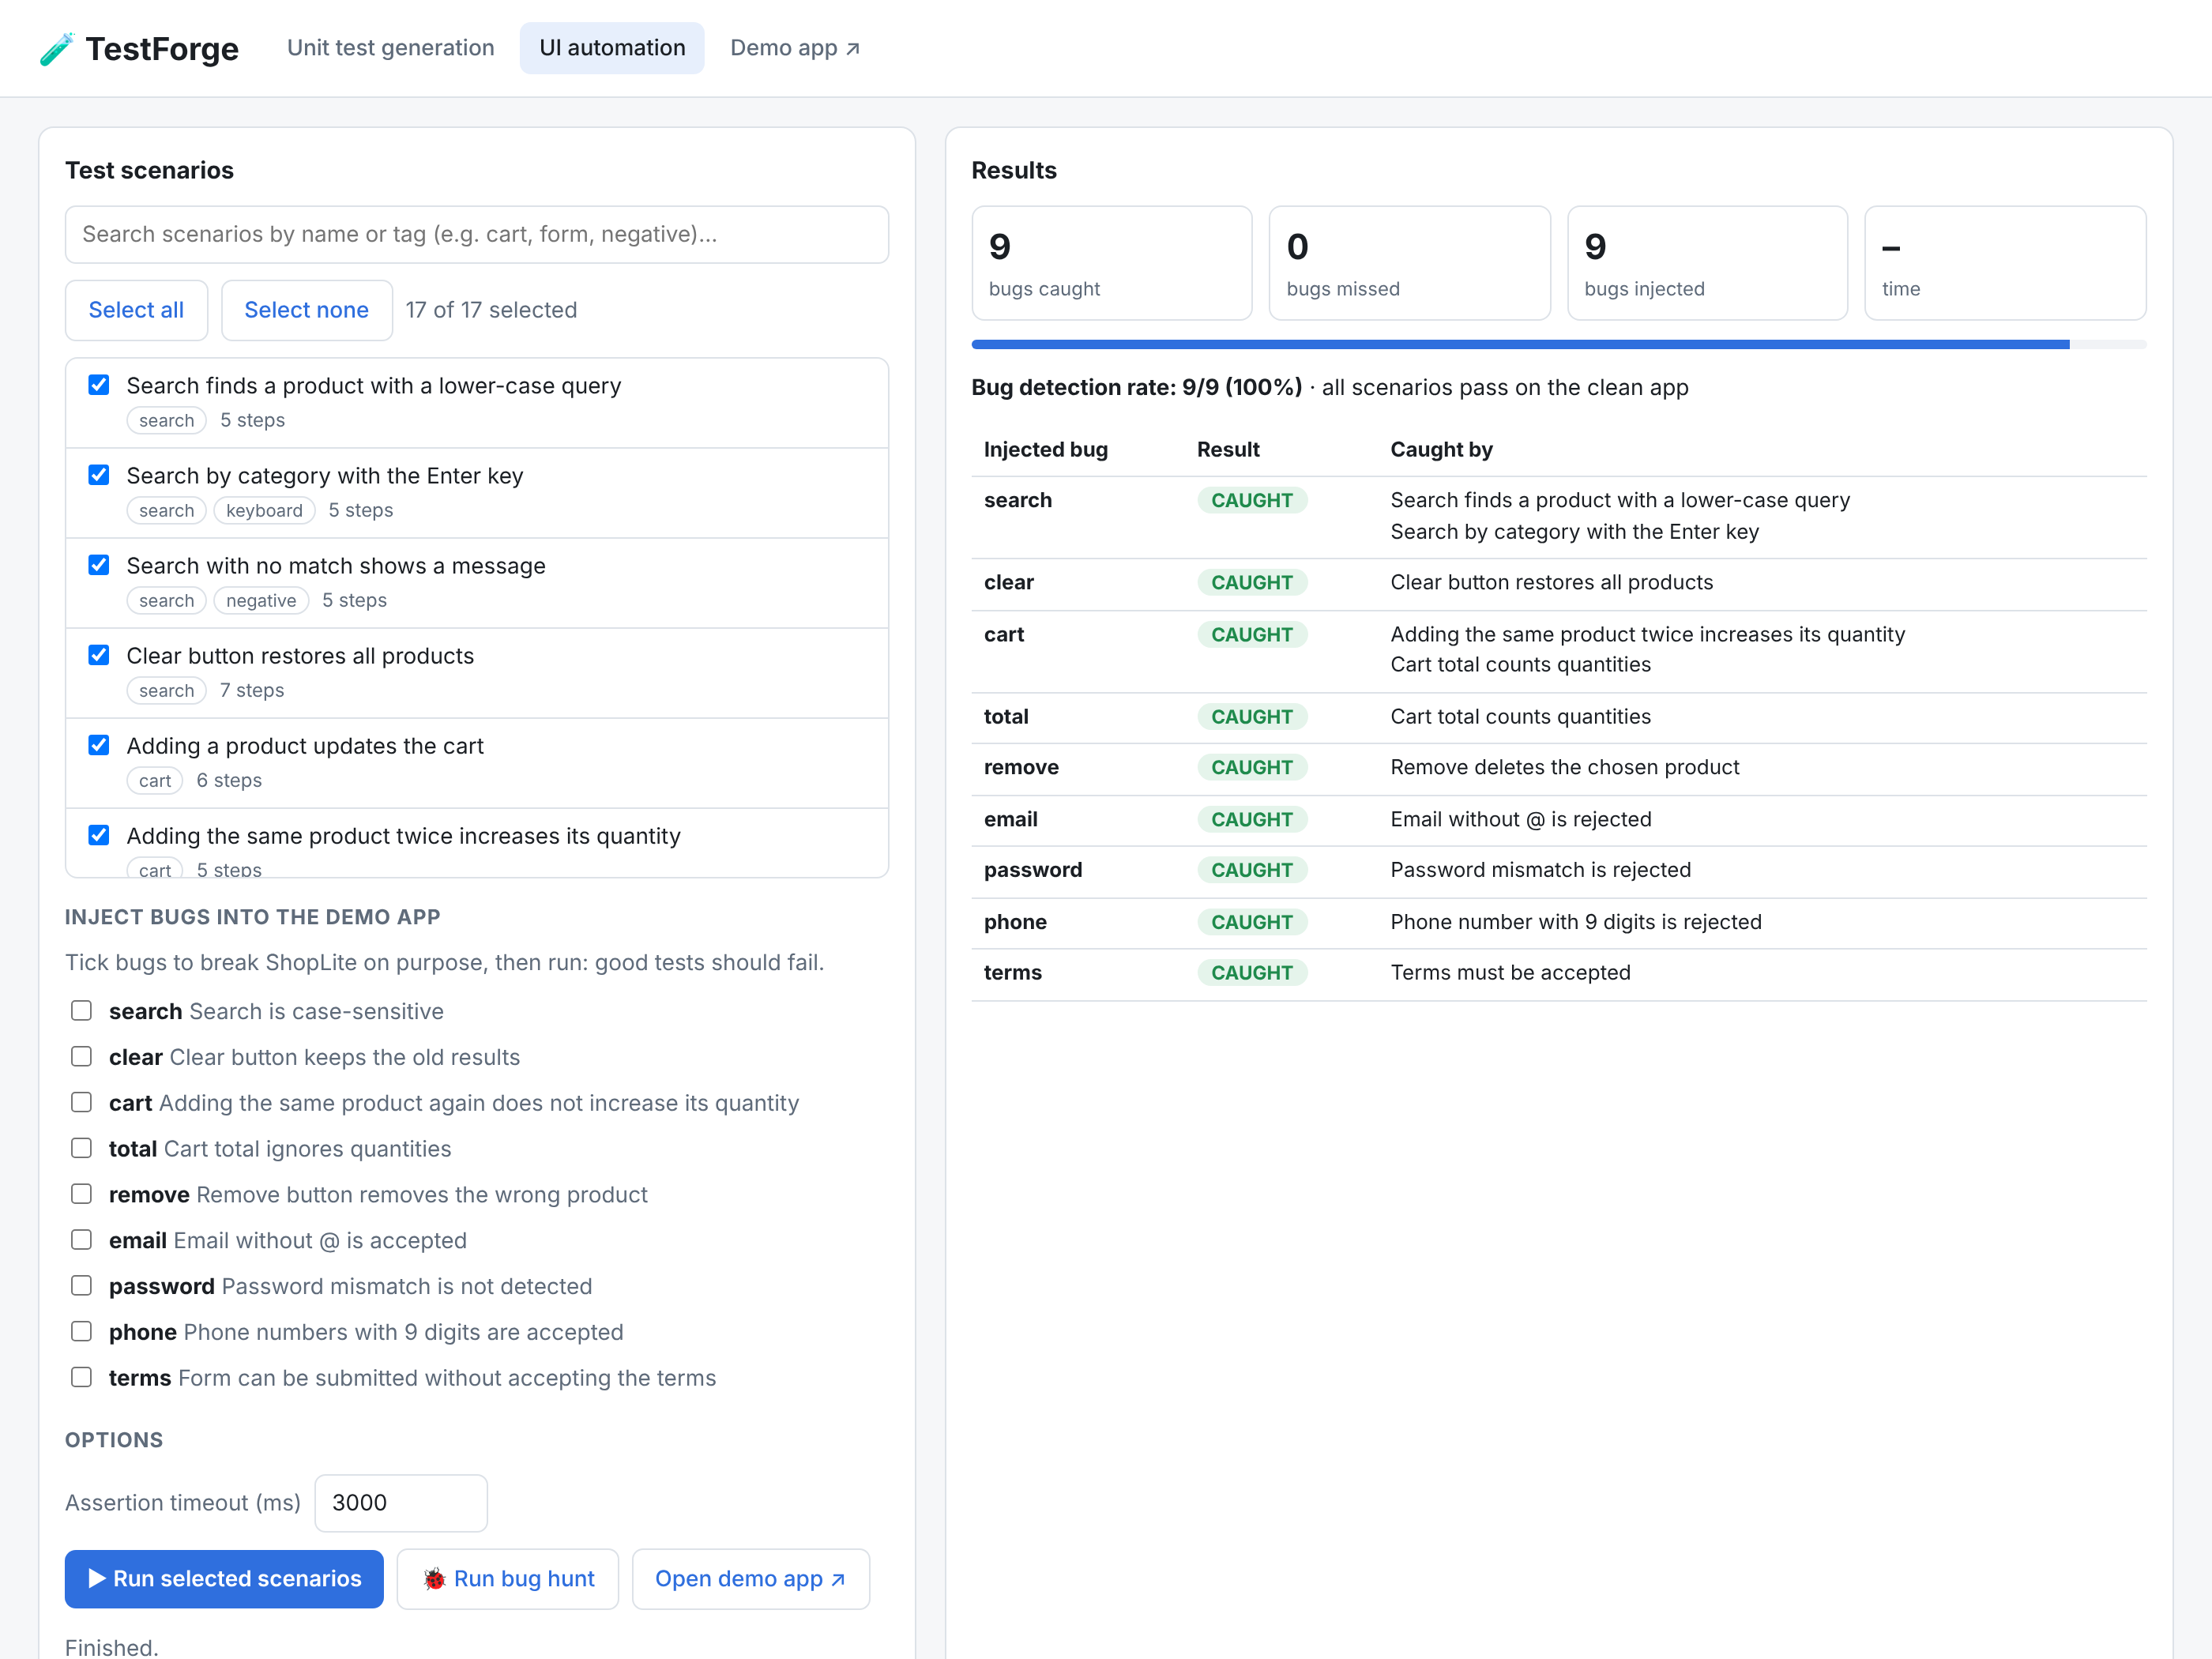 TestForge
Unit test generation
UI automation
Demo app ↗
Test scenarios
Search scenarios by name or tag (e.g. cart, form, negative)...
Select all
Select none
17 of 17 selected
Search finds a product with a lower-case query
search 5 steps
Search by category with the Enter key
search keyboard 5 steps
Search with no match shows a message
search negative 5 steps
Clear button restores all products
search 7 steps
Adding a product updates the cart
cart 6 steps
Adding the same product twice increases its quantity
cart 5 steps
INJECT BUGS INTO THE DEMO APP
Tick bugs to break ShopLite on purpose, then run: good tests should fail.
search Search is case-sensitive
clear Clear button keeps the old results
cart Adding the same product again does not increase its quantity
total Cart total ignores quantities
remove Remove button removes the wrong product
email Email without @ is accepted
password Password mismatch is not detected
phone Phone numbers with 9 digits are accepted
terms Form can be submitted without accepting the terms
OPTIONS
Assertion timeout (ms) 3000
▶ Run selected scenarios
🐞 Run bug hunt
Open demo app ↗
Finished.
Results
9
bugs caught
0
bugs missed
9
bugs injected
–
time
Bug detection rate: 9/9 (100%) · all scenarios pass on the clean app
Injected bug Result Caught by
search CAUGHT Search finds a product with a lower-case query
Search by category with the Enter key
clear CAUGHT Clear button restores all products
cart CAUGHT Adding the same product twice increases its quantity
Cart total counts quantities
total CAUGHT Cart total counts quantities
remove CAUGHT Remove deletes the chosen product
email CAUGHT Email without @ is rejected
password CAUGHT Password mismatch is rejected
phone CAUGHT Phone number with 9 digits is rejected
terms CAUGHT Terms must be accepted